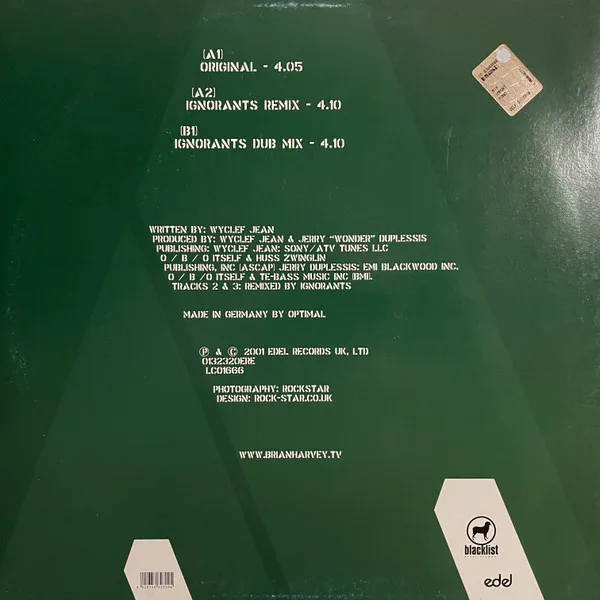 [A1]
ORIGINAL - 4.05
[A2]
IGNORANTS REMIX - 4.10
[B1]
IGNORANTS DUB MIX - 4.10
WRITTEN BY: WYCLEF JEAN
PRODUCED BY: WYCLEF JEAN & JERRY "WONDER" DUPLESSIS
PUBLISHING: WYCLEF JEAN: SONY/ATV TUNES LLC
O / B / O ITSELF & HUSS ZWINGLIN
PUBLISHING, INC [ASCAP] JERRY DUPLESSIS: EMI BLACKWOOD INC.
O / B / O ITSELF & TE-BASS MUSIC INC [BMI].
TRACKS 2 & 3: REMIXED BY IGNORANTS
MADE IN GERMANY BY OPTIMAL
℗ & © 2001 EDEL RECORDS UK, LTD
0132320ERE
LC01666
PHOTOGRAPHY: ROCKSTAR
DESIGN: ROCK-STAR.CO.UK
WWW.BRIANHARVEY.TV
blacklist
edel